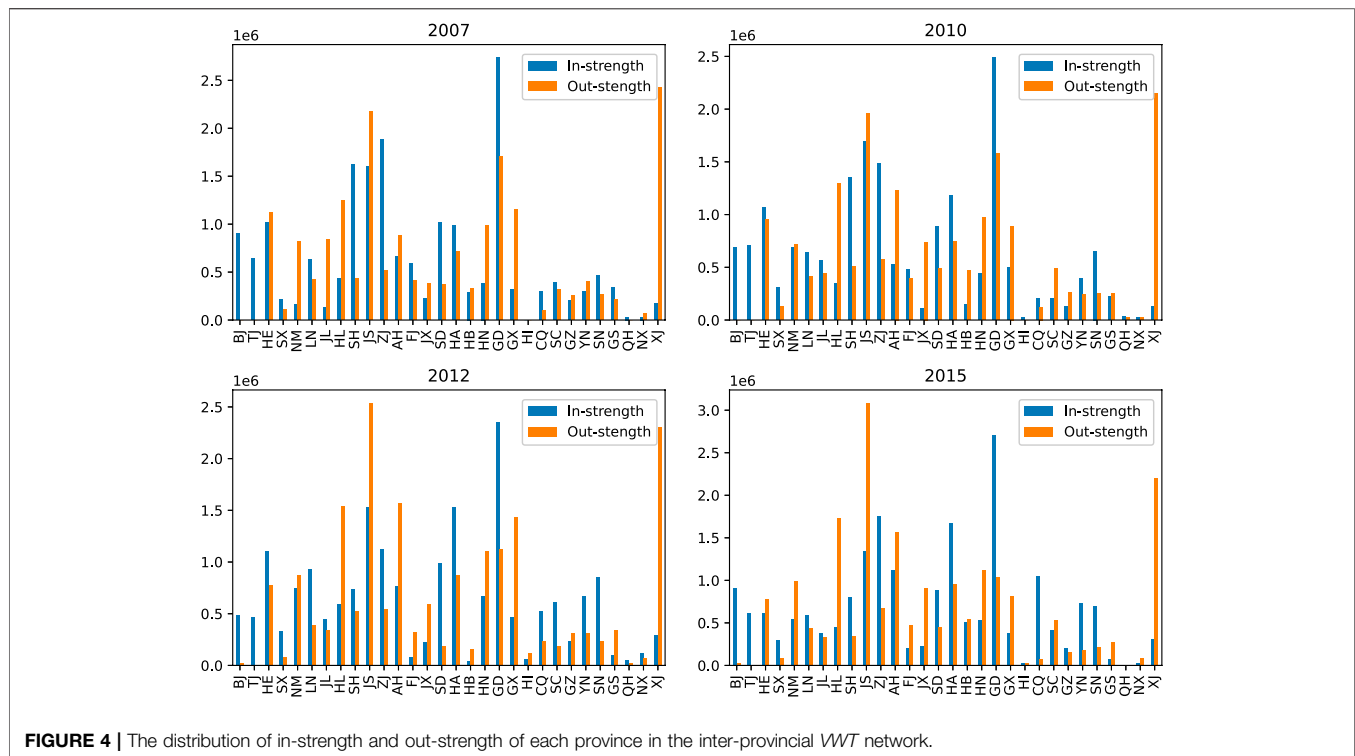 2007
1e6
2.5
2.0
1.5
1.0
0.5
0.0
In-strength
Out-stength
BJ TJ HE SX NM LN JL HL SH JS ZJ AH FJ JX SD HA HB HN GD GX HI CQ SC GZ YN SN GS QH NX XJ
2010
1e6
2.5
2.0
1.5
1.0
0.5
0.0
In-strength
Out-stength
BJ TJ HE SX NM LN JL HL SH JS ZJ AH FJ JX SD HA HB HN GD GX HI CQ SC GZ YN SN GS QH NX XJ
2012
1e6
2.5
2.0
1.5
1.0
0.5
0.0
In-strength
Out-stength
BJ TJ HE SX NM LN JL HL SH JS ZJ AH FJ JX SD HA HB HN GD GX HI CQ SC GZ YN SN GS QH NX XJ
2015
1e6
3.0
2.5
2.0
1.5
1.0
0.5
0.0
In-strength
Out-stength
BJ TJ HE SX NM LN JL HL SH JS ZJ AH FJ JX SD HA HB HN GD GX HI CQ SC GZ YN SN GS QH NX XJ
FIGURE 4 | The distribution of in-strength and out-strength of each province in the inter-provincial VWT network.